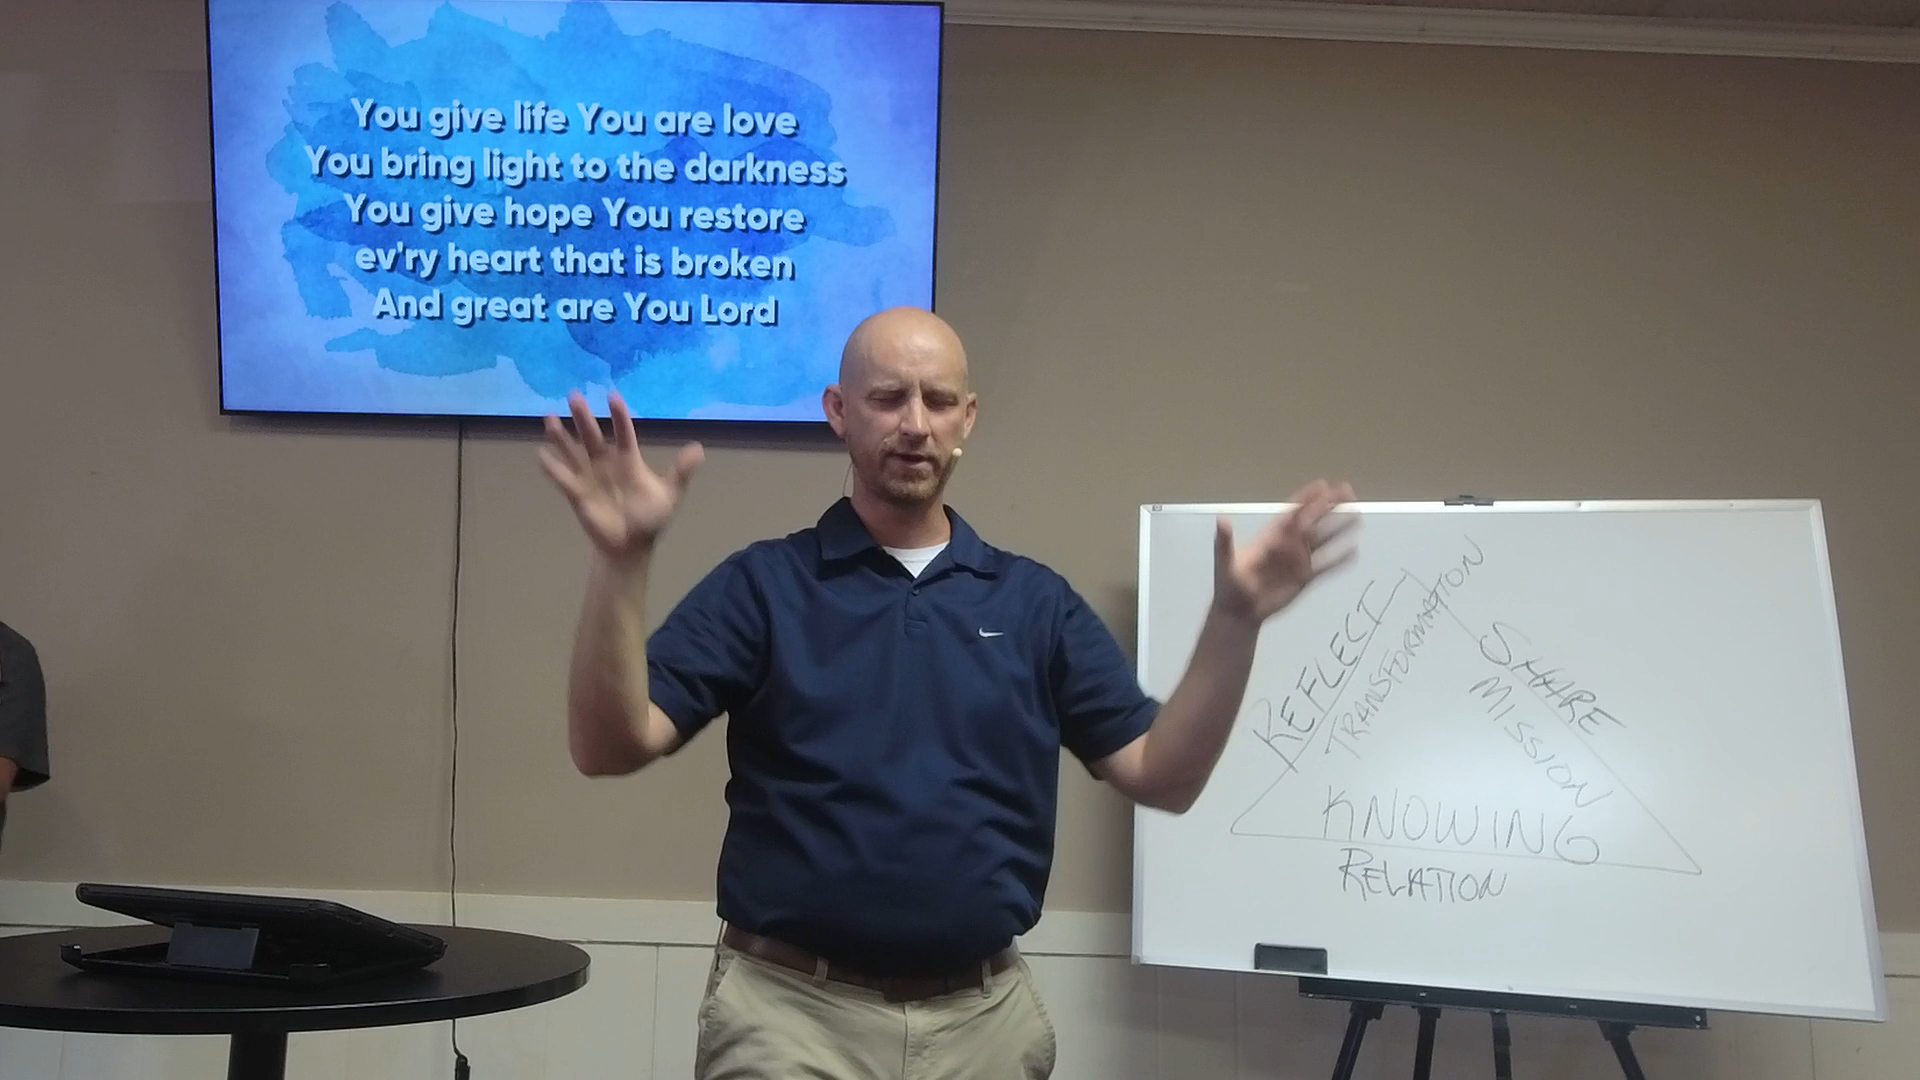 You give life You are love
You bring light to the darkness
You give hope You restore
ev'ry heart that is broken
And great are You Lord
REFLECT
TRANSFORMATION
SHARE
MISSION
KNOWING
RELATION